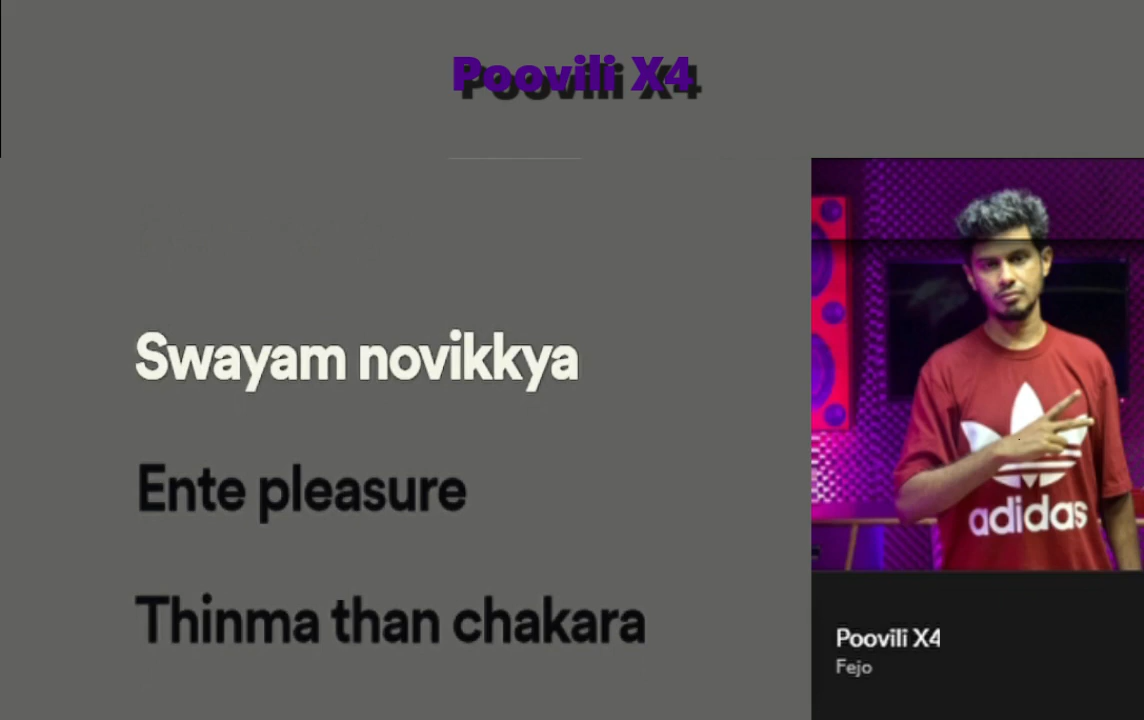 Poovili X4
Swayam novikkya
Ente pleasure
Thinma than chakara
adidas
Poovili X4
Fejo